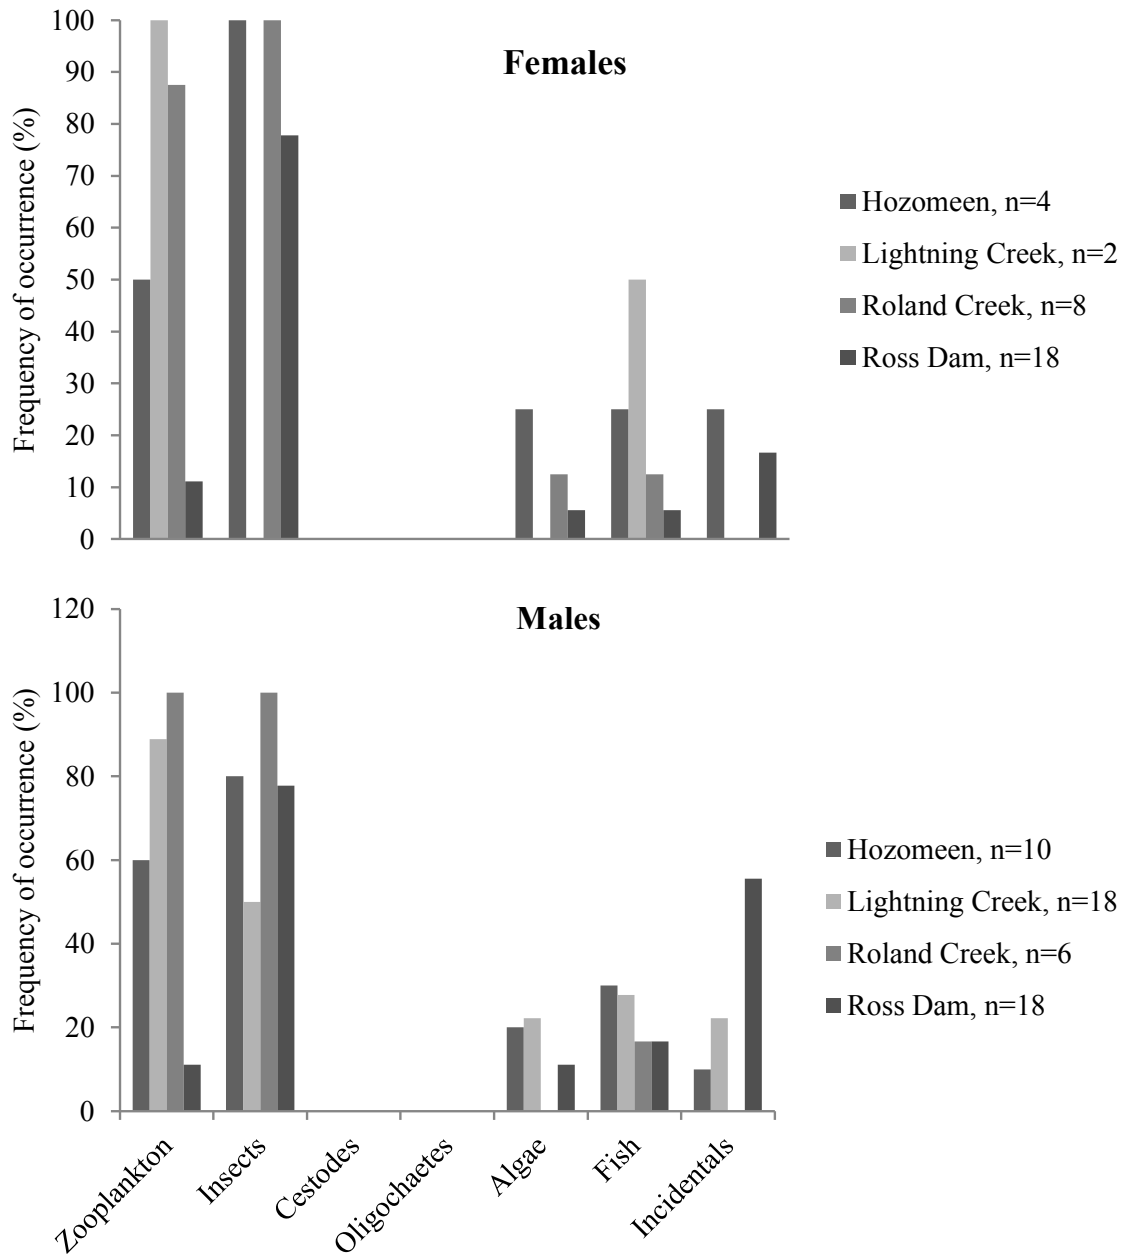 Females
Frequency of occurrence (%)
100
90
80
70
60
50
40
30
20
10
0
Hozomeen, n=4
Lightning Creek, n=2
Roland Creek, n=8
Ross Dam, n=18
Males
Frequency of occurrence (%)
120
100
80
60
40
20
0
Zooplankton
Insects
Cestodes
Oligochaetes
Algae
Fish
Incidentals
Hozomeen, n=10
Lightning Creek, n=18
Roland Creek, n=6
Ross Dam, n=18